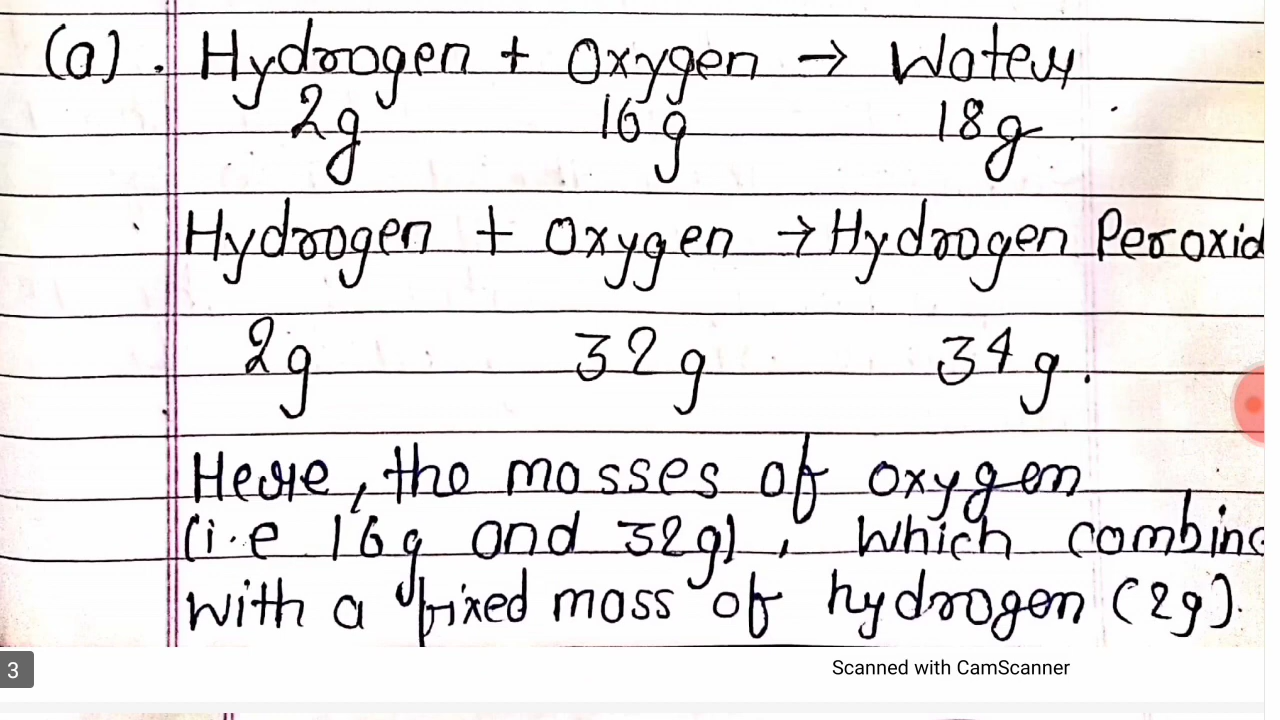 (a). Hydrogen + Oxygen → Water
2g 16g 18g
Hydrogen + Oxygen → Hydrogen Peroxid
2g 32g 34g.
Here, the masses of oxygen
(i.e 16g and 32g), which combine
with a fixed mass of hydrogen (2g).
3
Scanned with CamScanner